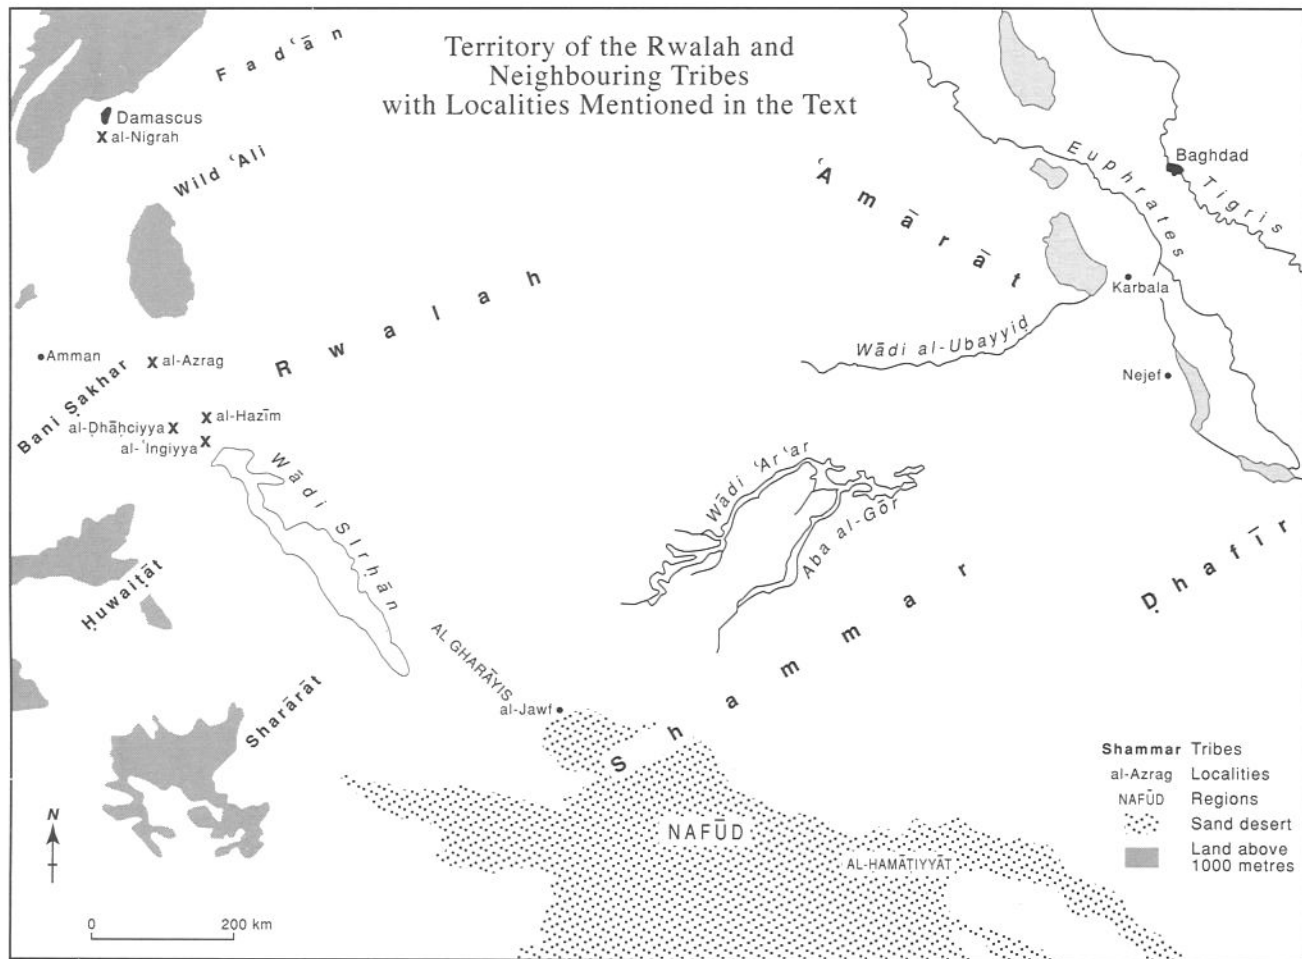 Territory of the Rwalah and
Neighbouring Tribes
with Localities Mentioned in the Text
Fadʿān
Damascus
x al-Nigrah
Wild ʿAli
ʿAmārāt
Euphrates
Baghdad
Tigris
Karbala
Wādi al-Ubayyiḍ
Nejef
Rwalah
Amman
x al-Azrag
Bani Ṣakhar
x al-Hazīm
al-Ḍhāḥciyya x
al-ʿIngiyya x
Wādi SIrḥān
Wādi ʿArʿar
Aba al-Gōr
Ḍhafīr
Ḥuwaiṭāt
Sharārāt
AL GHARĀYIS
al-Jawf
Shammar
NAFŪD
AL-HAMĀṬIYYĀT
Shammar Tribes
al-Azrag Localities
NAFŪD Regions
Sand desert
Land above
1000 metres
N
0 200 km